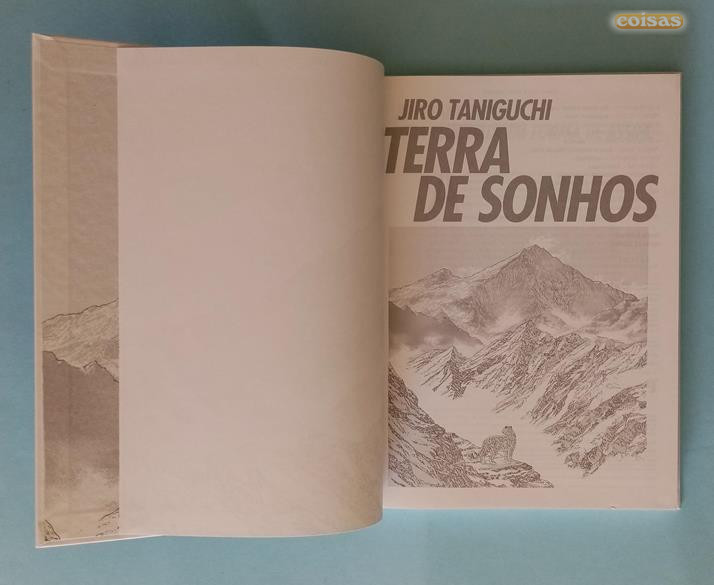 coisas
JIRO TANIGUCHI
TERRA
DE SONHOS